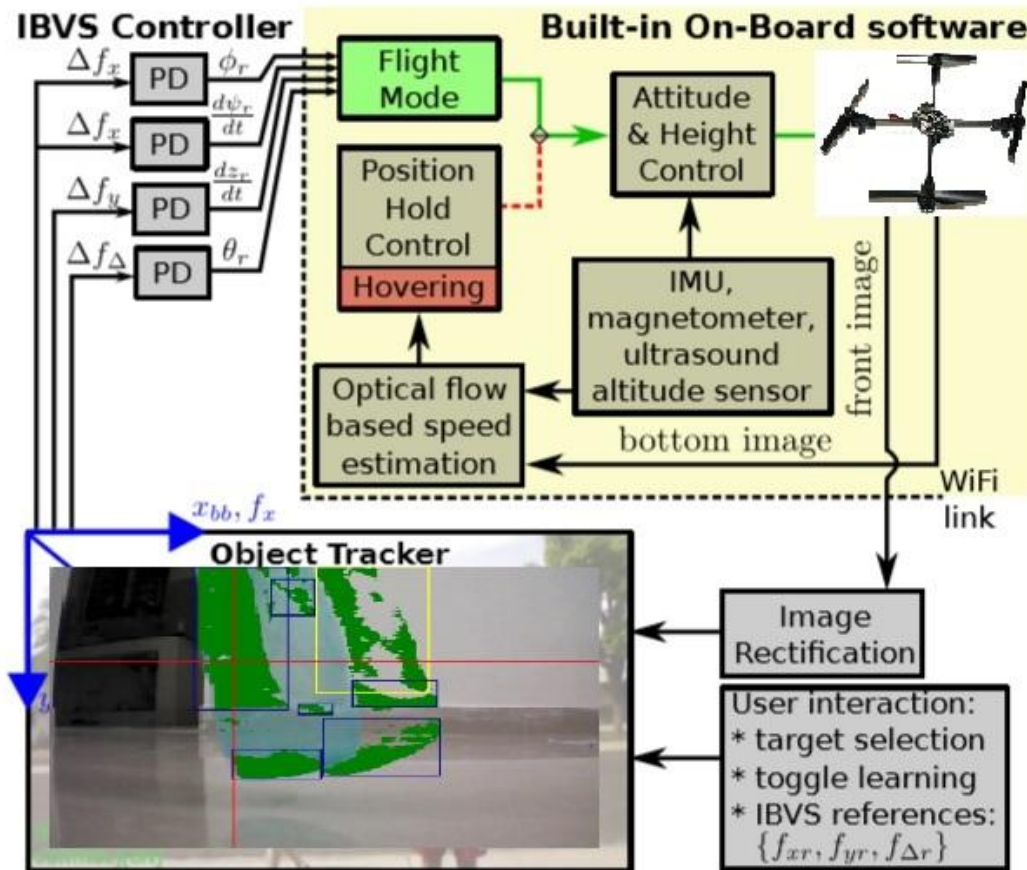 IBVS Controller
Built-in On-Board software
Δf_x
PD
ϕ_r
Δf_x
PD
dψ_r/dt
Δf_y
PD
dz_r/dt
Δf_Δ
PD
θ_r
Flight
Mode
Position
Hold
Control
Hovering
Attitude
& Height
Control
IMU,
magnetometer,
ultrasound
altitude sensor
Optical flow
based speed
estimation
bottom image
front image
WiFi
link
x_bb, f_x
Object Tracker
Image
Rectification
User interaction:
* target selection
* toggle learning
* IBVS references:
{f_xr, f_yr, f_Δr}